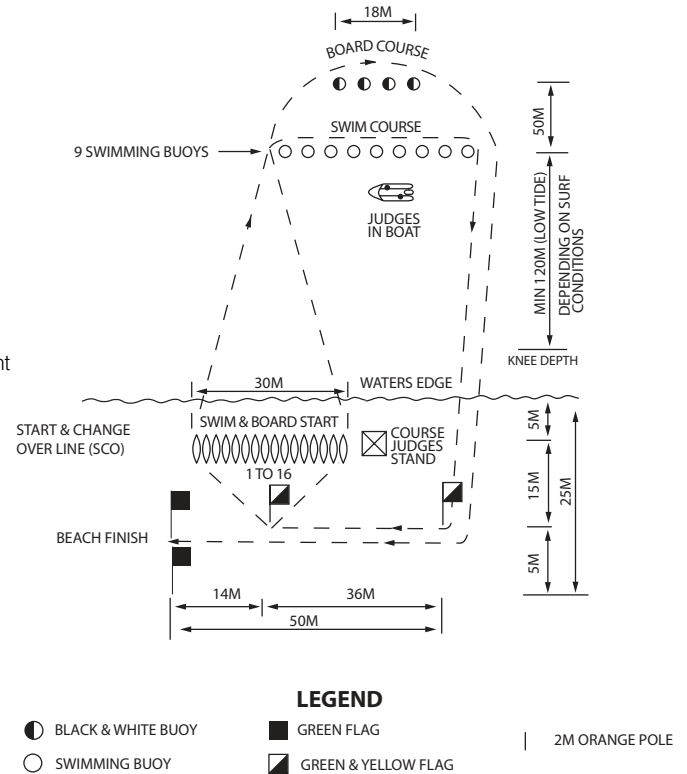 18M
BOARD COURSE
50M
SWIM COURSE
9 SWIMMING BUOYS
JUDGES
IN BOAT
MIN 120M (LOW TIDE)
DEPENDING ON SURF
CONDITIONS
nt
KNEE DEPTH
30M
WATERS EDGE
START & CHANGE
OVER LINE (SCO)
SWIM & BOARD START
COURSE
JUDGES
STAND
1 TO 16
5M
15M
25M
BEACH FINISH
5M
14M
36M
50M
LEGEND
BLACK & WHITE BUOY
GREEN FLAG
2M ORANGE POLE
SWIMMING BUOY
GREEN & YELLOW FLAG